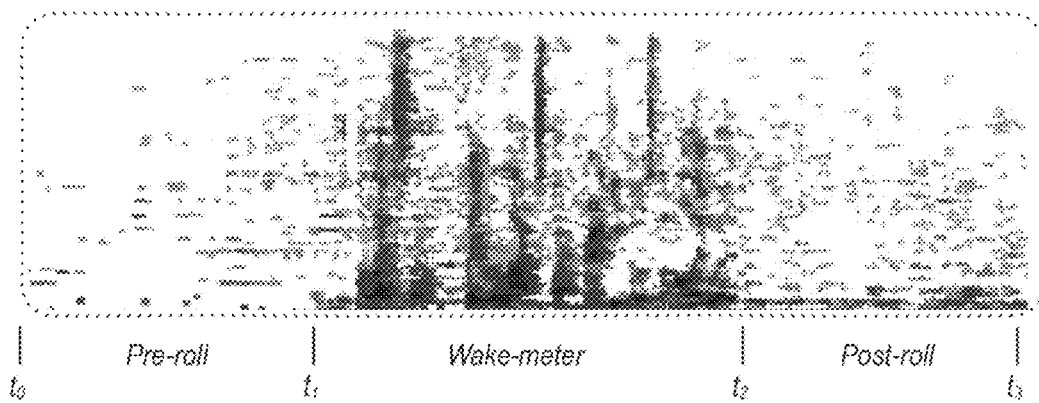 Pre-roll Wake-meter Post-roll
t₀ t₁ t₂ t₃